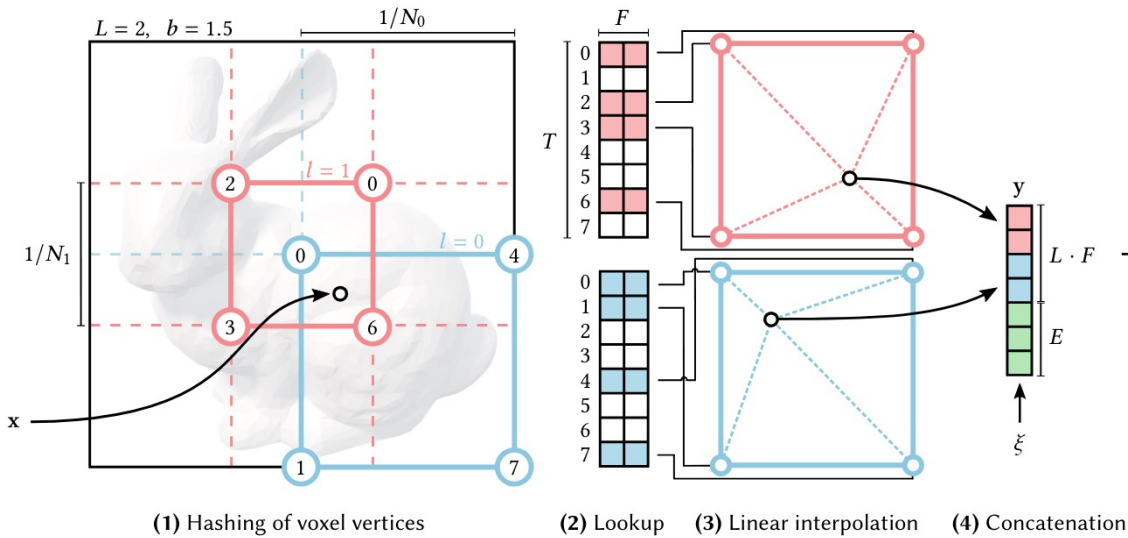 L = 2, b = 1.5
1/N₀
l = 1
2
0
1/N₁
l = 0
0
4
3
6
x
1
7
F
T
0
1
2
3
4
5
6
7
0
1
2
3
4
5
6
7
y
L · F
E
ξ
(1) Hashing of voxel vertices
(2) Lookup
(3) Linear interpolation
(4) Concatenation